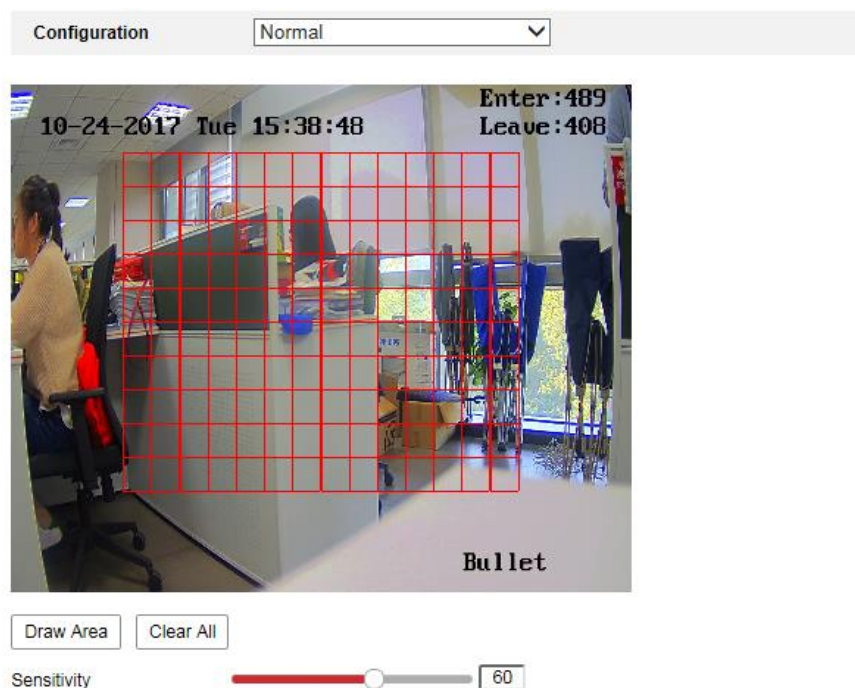 Configuration
Normal
Enter:489
10-24-2017 Tue 15:38:48
Leave:408
Bullet
Draw Area
Clear All
Sensitivity
60